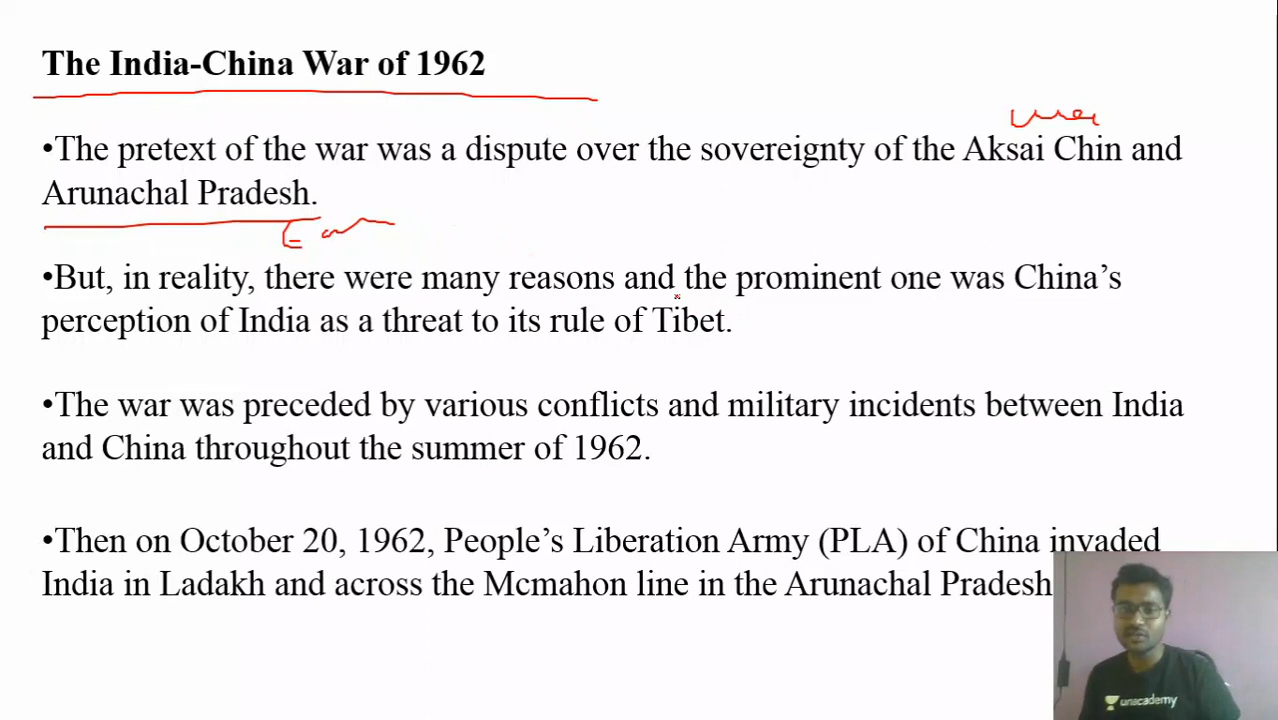 The India-China War of 1962
•The pretext of the war was a dispute over the sovereignty of the Aksai Chin and
Arunachal Pradesh.
•But, in reality, there were many reasons and the prominent one was China’s
perception of India as a threat to its rule of Tibet.
•The war was preceded by various conflicts and military incidents between India
and China throughout the summer of 1962.
•Then on October 20, 1962, People’s Liberation Army (PLA) of China invaded
India in Ladakh and across the Mcmahon line in the Arunachal Pradesh
unacademy